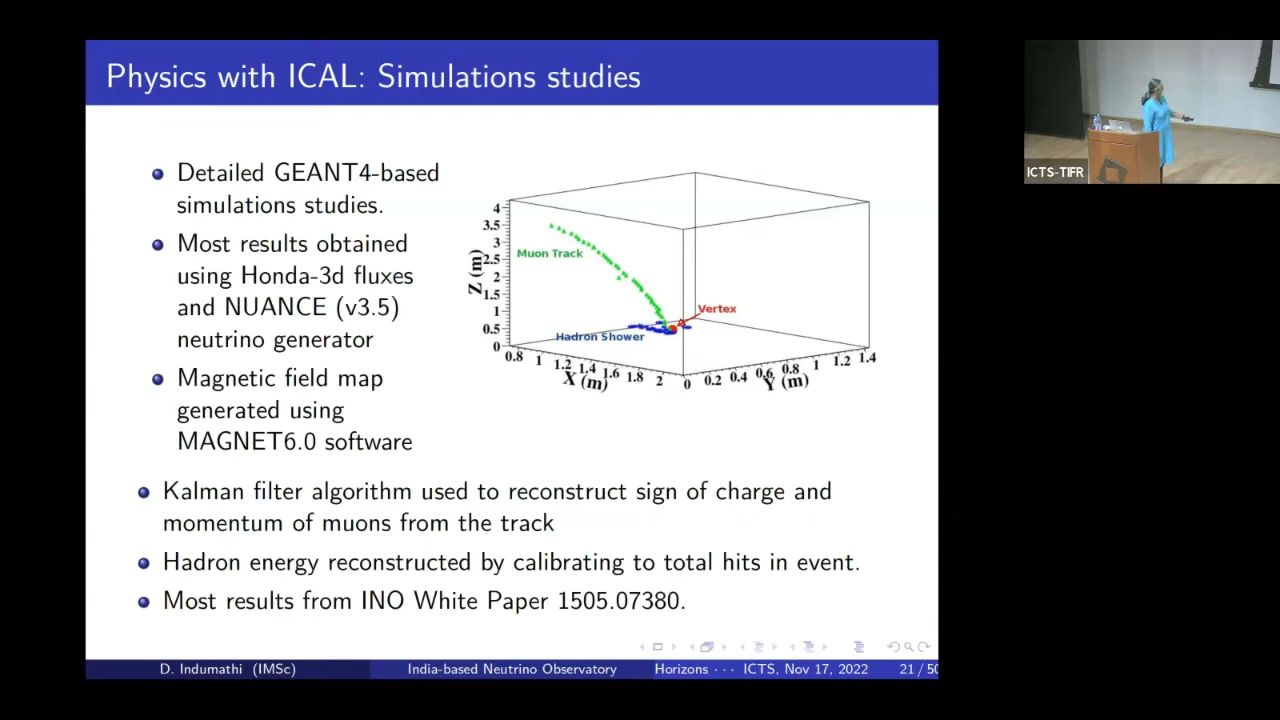 Physics with ICAL: Simulations studies
ICTS-TIFR
Detailed GEANT4-based
simulations studies.
Most results obtained
using Honda-3d fluxes
and NUANCE (v3.5)
neutrino generator
Magnetic field map
generated using
MAGNET6.0 software
4
3.5
3
2.5
2
1.5
1
0.5
0
Z (m)
Muon Track
Vertex
Hadron Shower
0.8 1 1.2 1.4 1.6 1.8 2
X (m)
0 0.2 0.4 0.6 0.8 1 1.2 1.4
Y (m)
Kalman filter algorithm used to reconstruct sign of charge and
momentum of muons from the track
Hadron energy reconstructed by calibrating to total hits in event.
Most results from INO White Paper 1505.07380.
D. Indumathi (IMSc) India-based Neutrino Observatory Horizons · · · ICTS, Nov 17, 2022 21 / 50